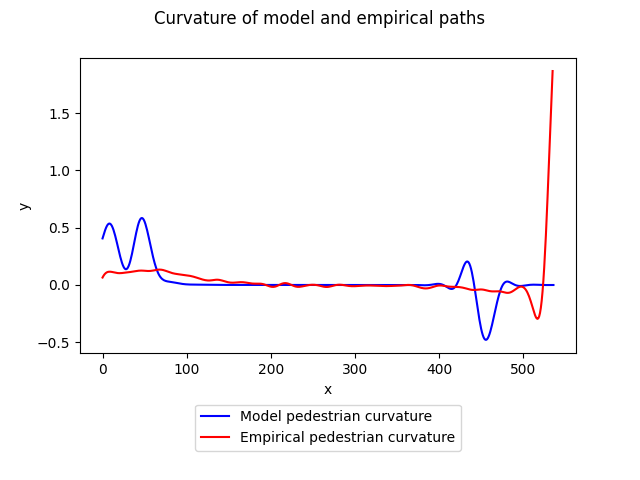 Curvature of model and empirical paths
y
1.5
1.0
0.5
0.0
−0.5
0 100 200 300 400 500
x
Model pedestrian curvature
Empirical pedestrian curvature